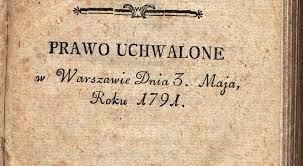 PRAWO UCHWALONE
w Warszawie Dnia 3. Maja,
Roku 1791.